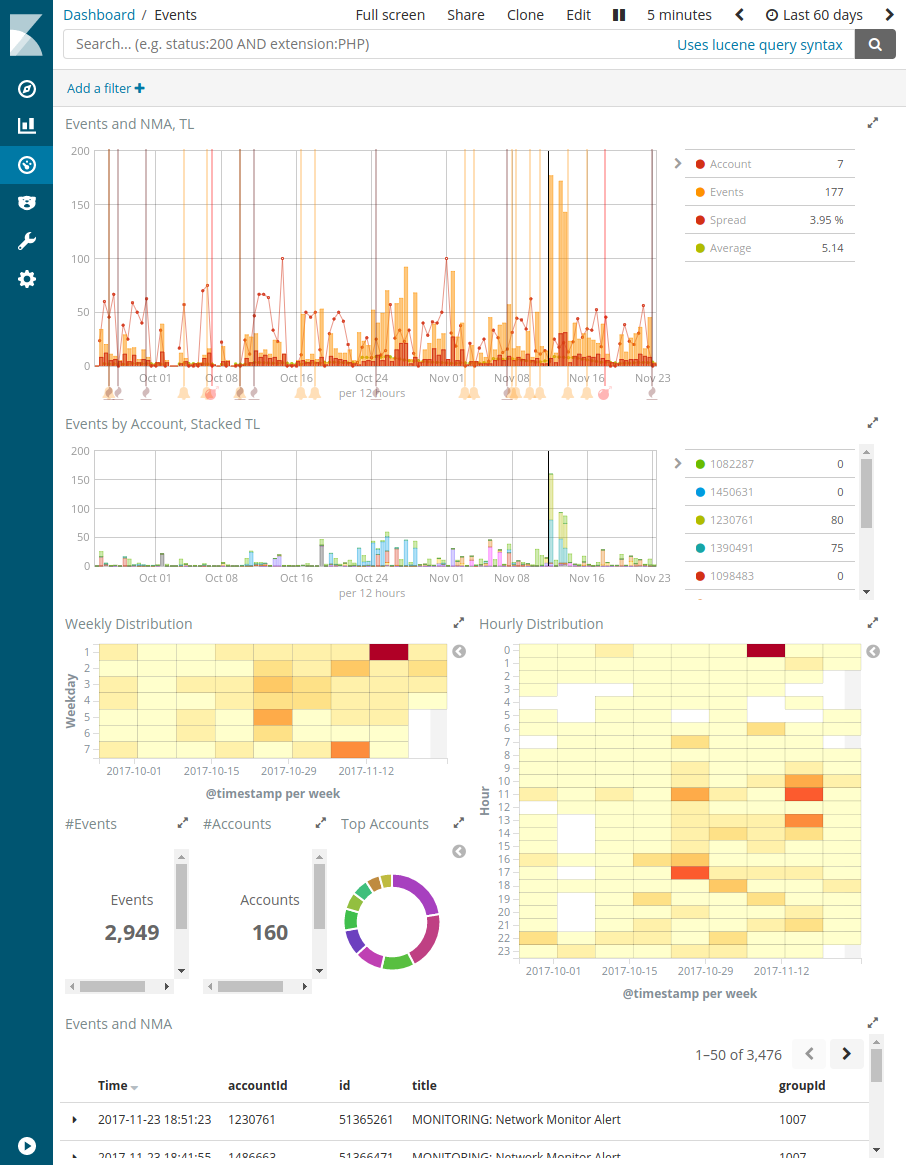 Dashboard / Events Full screen Share Clone Edit 5 minutes Last 60 days
Search... (e.g. status:200 AND extension:PHP) Uses lucene query syntax
Add a filter
Events and NMA, TL
200
150
100
50
0
Oct 01 Oct 08 Oct 16 Oct 24 Nov 01 Nov 08 Nov 16 Nov 23
per 12 hours
Account 7
Events 177
Spread 3.95 %
Average 5.14
Events by Account, Stacked TL
200
150
100
50
0
Oct 01 Oct 08 Oct 16 Oct 24 Nov 01 Nov 08 Nov 16 Nov 23
per 12 hours
1082287 0
1450631 0
1230761 80
1390491 75
1098483 0
Weekly Distribution
Weekday
1
2
3
4
5
6
7
2017-10-01 2017-10-15 2017-10-29 2017-11-12
@timestamp per week
Hourly Distribution
Hour
0
1
2
3
4
5
6
7
8
9
10
11
12
13
14
15
16
17
18
19
20
21
22
23
2017-10-01 2017-10-15 2017-10-29 2017-11-12
@timestamp per week
#Events
Events
2,949
#Accounts
Accounts
160
Top Accounts
Events and NMA
1–50 of 3,476
Time accountId id title groupId
2017-11-23 18:51:23 1230761 51365261 MONITORING: Network Monitor Alert 1007
2017-11-23 18:41:55 1486663 51366471 MONITORING: Network Monitor Alert 1007